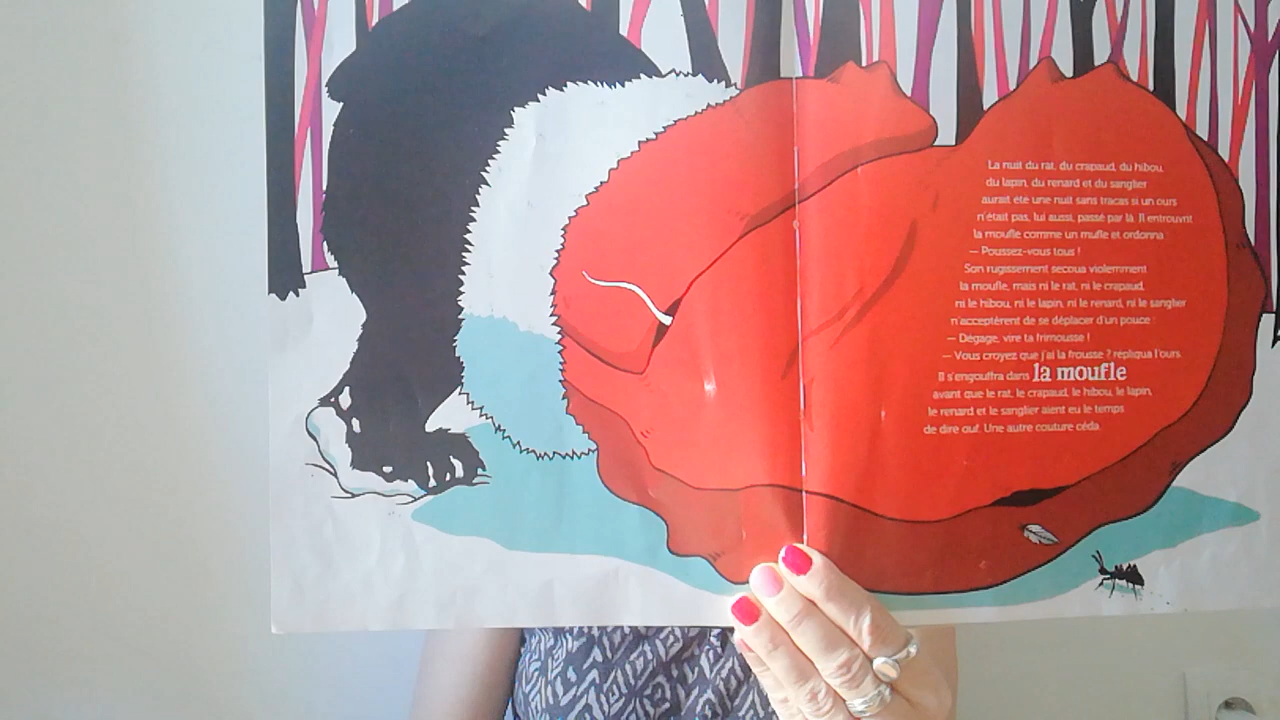 La nuit du rat, du crapaud, du hibou,
du lapin, du renard et du sanglier
aurait été une nuit sans tracas si un ours
n'était pas, lui aussi, passé par là. Il entrouvrit
la moufle comme un mufle et ordonna :
— Poussez-vous tous !
Son rugissement secoua violemment
la moufle, mais ni le rat, ni le crapaud,
ni le hibou, ni le lapin, ni le renard, ni le sanglier
n'acceptèrent de se déplacer d'un pouce :
— Dégage, vire ta frimousse !
— Vous croyez que j'ai la frousse ? répliqua l'ours.
Il s'engouffra dans la moufle
avant que le rat, le crapaud, le hibou, le lapin,
le renard et le sanglier aient eu le temps
de dire ouf. Une autre couture céda.